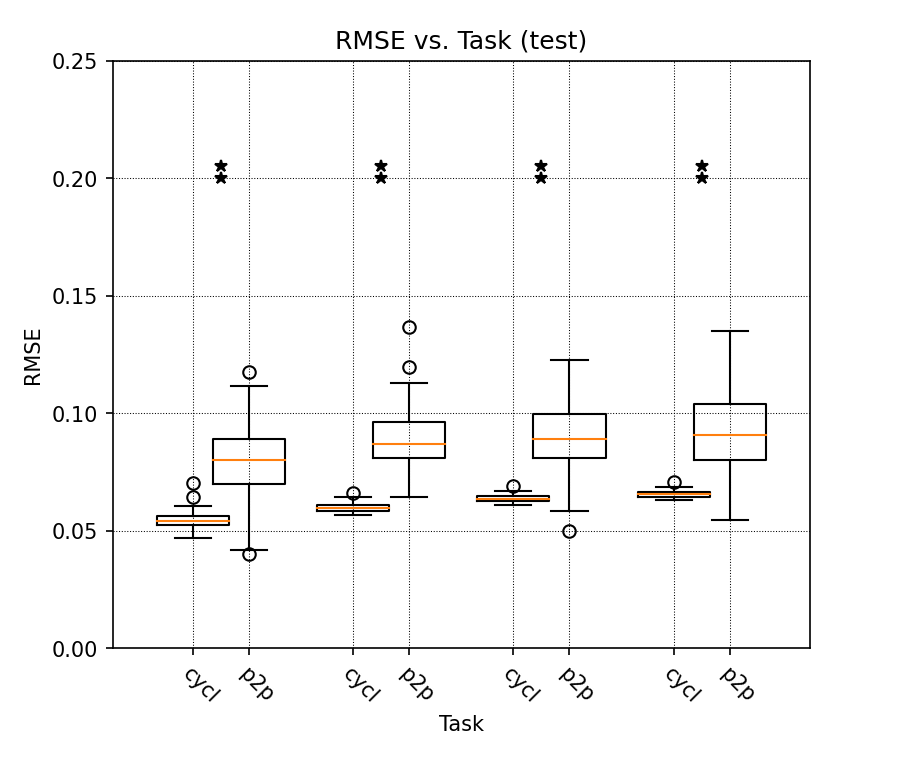 RMSE vs. Task (test)
0.25
0.20
0.15
0.10
0.05
0.00
RMSE
cycl p2p cycl p2p cycl p2p cycl p2p
Task